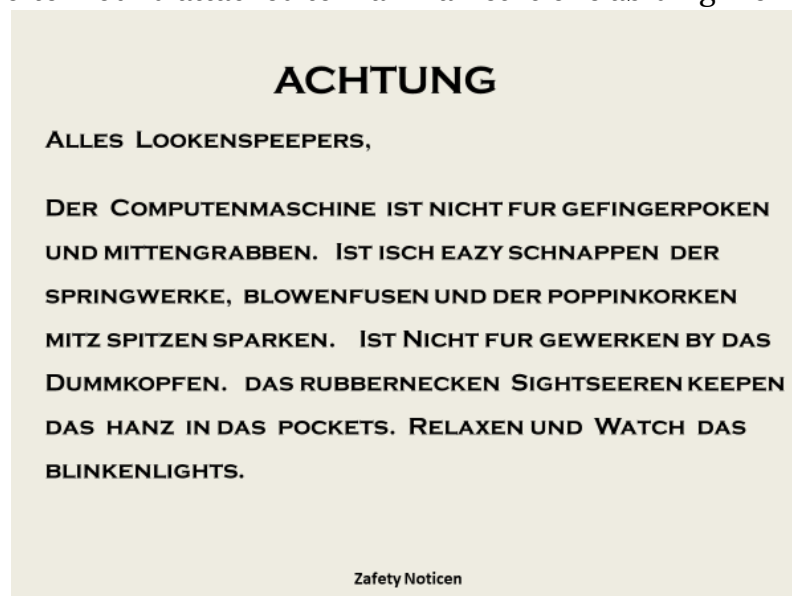 ACHTUNG
ALLES LOOKENSPEEPERS,
DER COMPUTENMASCHINE IST NICHT FUR GEFINGERPOKEN
UND MITTENGRABBEN. IST ISCH EAZY SCHNAPPEN DER
SPRINGWERKE, BLOWENFUSEN UND DER POPPINKORKEN
MITZ SPITZEN SPARKEN. IST NICHT FUR GEWERKEN BY DAS
DUMMKOPFEN. DAS RUBBERNECKEN SIGHTSEEREN KEEPEN
DAS HANZ IN DAS POCKETS. RELAXEN UND WATCH DAS
BLINKENLIGHTS.
Zafety Noticen